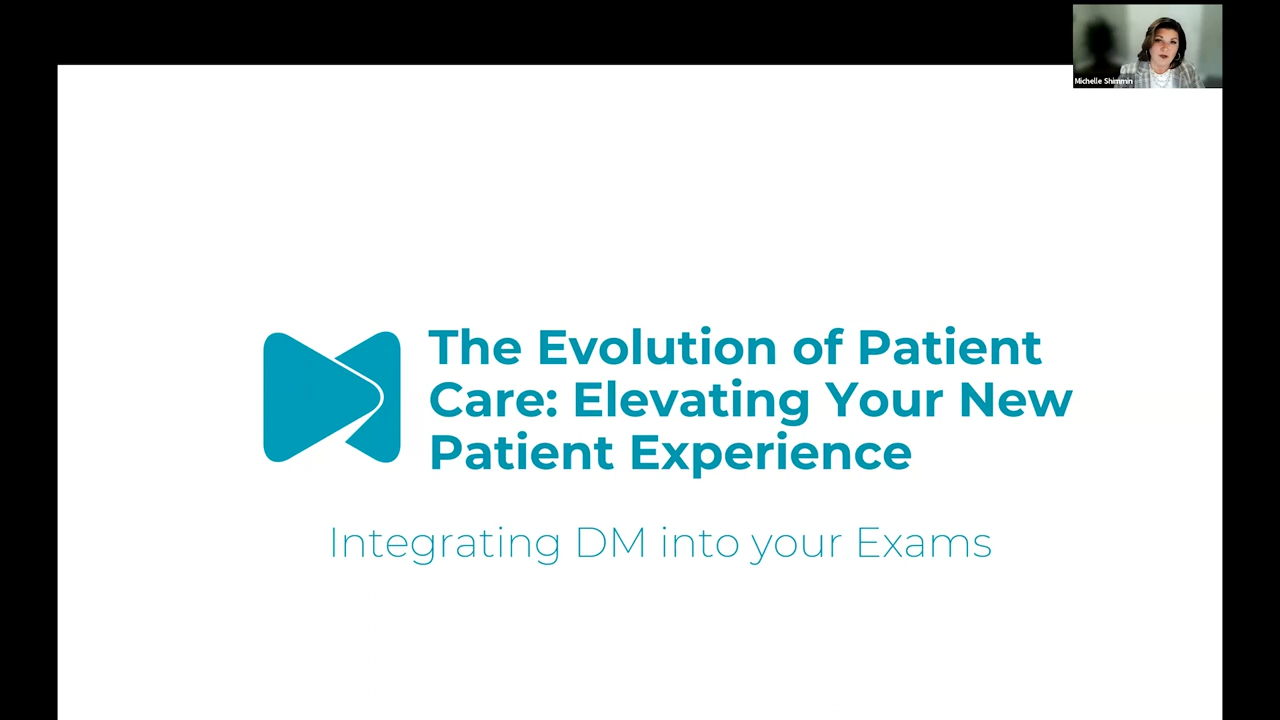 Michelle Shimmin
The Evolution of Patient
Care: Elevating Your New
Patient Experience
Integrating DM into your Exams